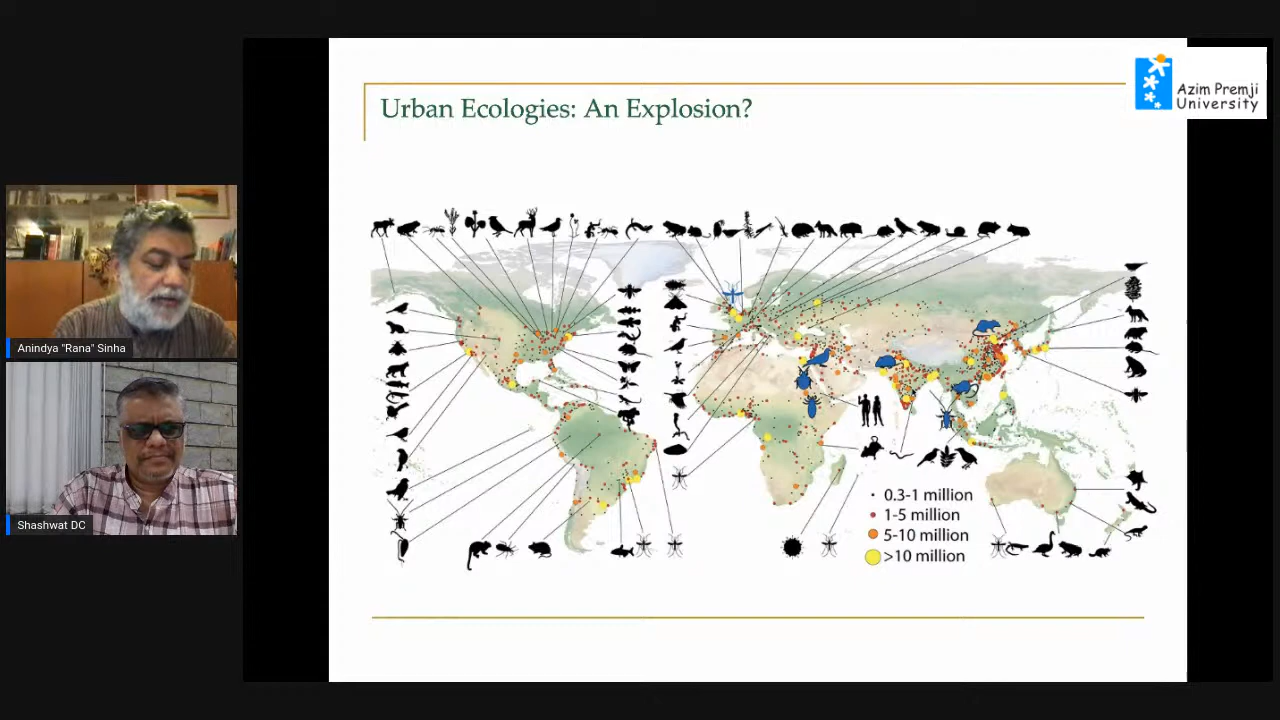 Urban Ecologies: An Explosion?
Azim Premji
University
Anindya "Rana" Sinha
Shashwat DC
0.3-1 million
1-5 million
5-10 million
>10 million